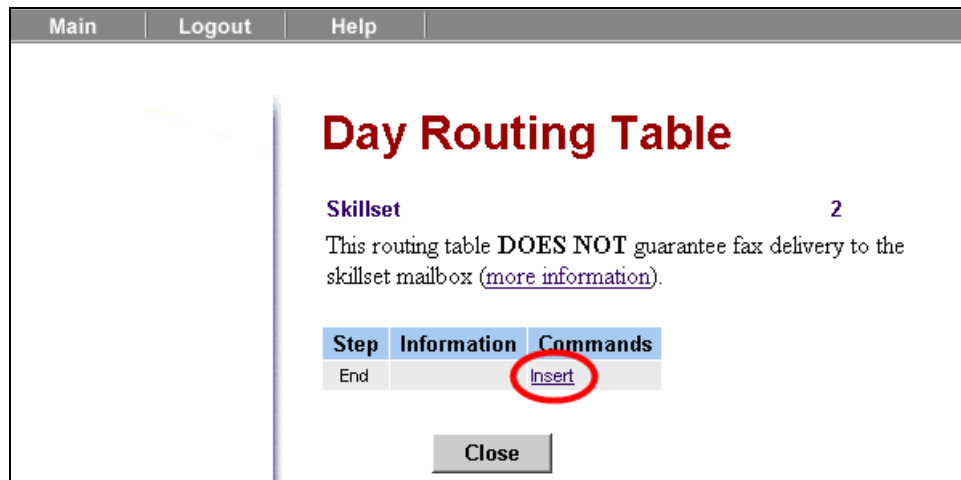 Main Logout Help
Day Routing Table
Skillset 2
This routing table DOES NOT guarantee fax delivery to the
skillset mailbox (more information).
Step Information Commands
End Insert
Close